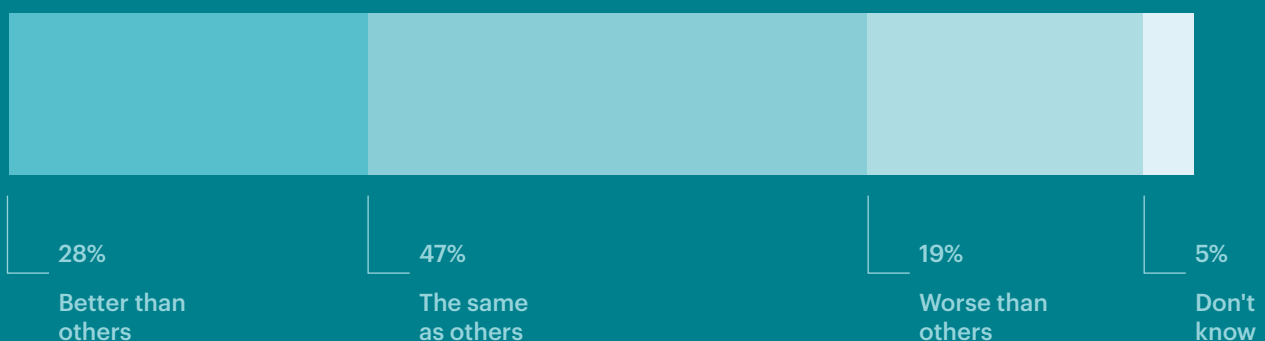 28%
47%
19%
5%
Better than
others
The same
as others
Worse than
others
Don't
know